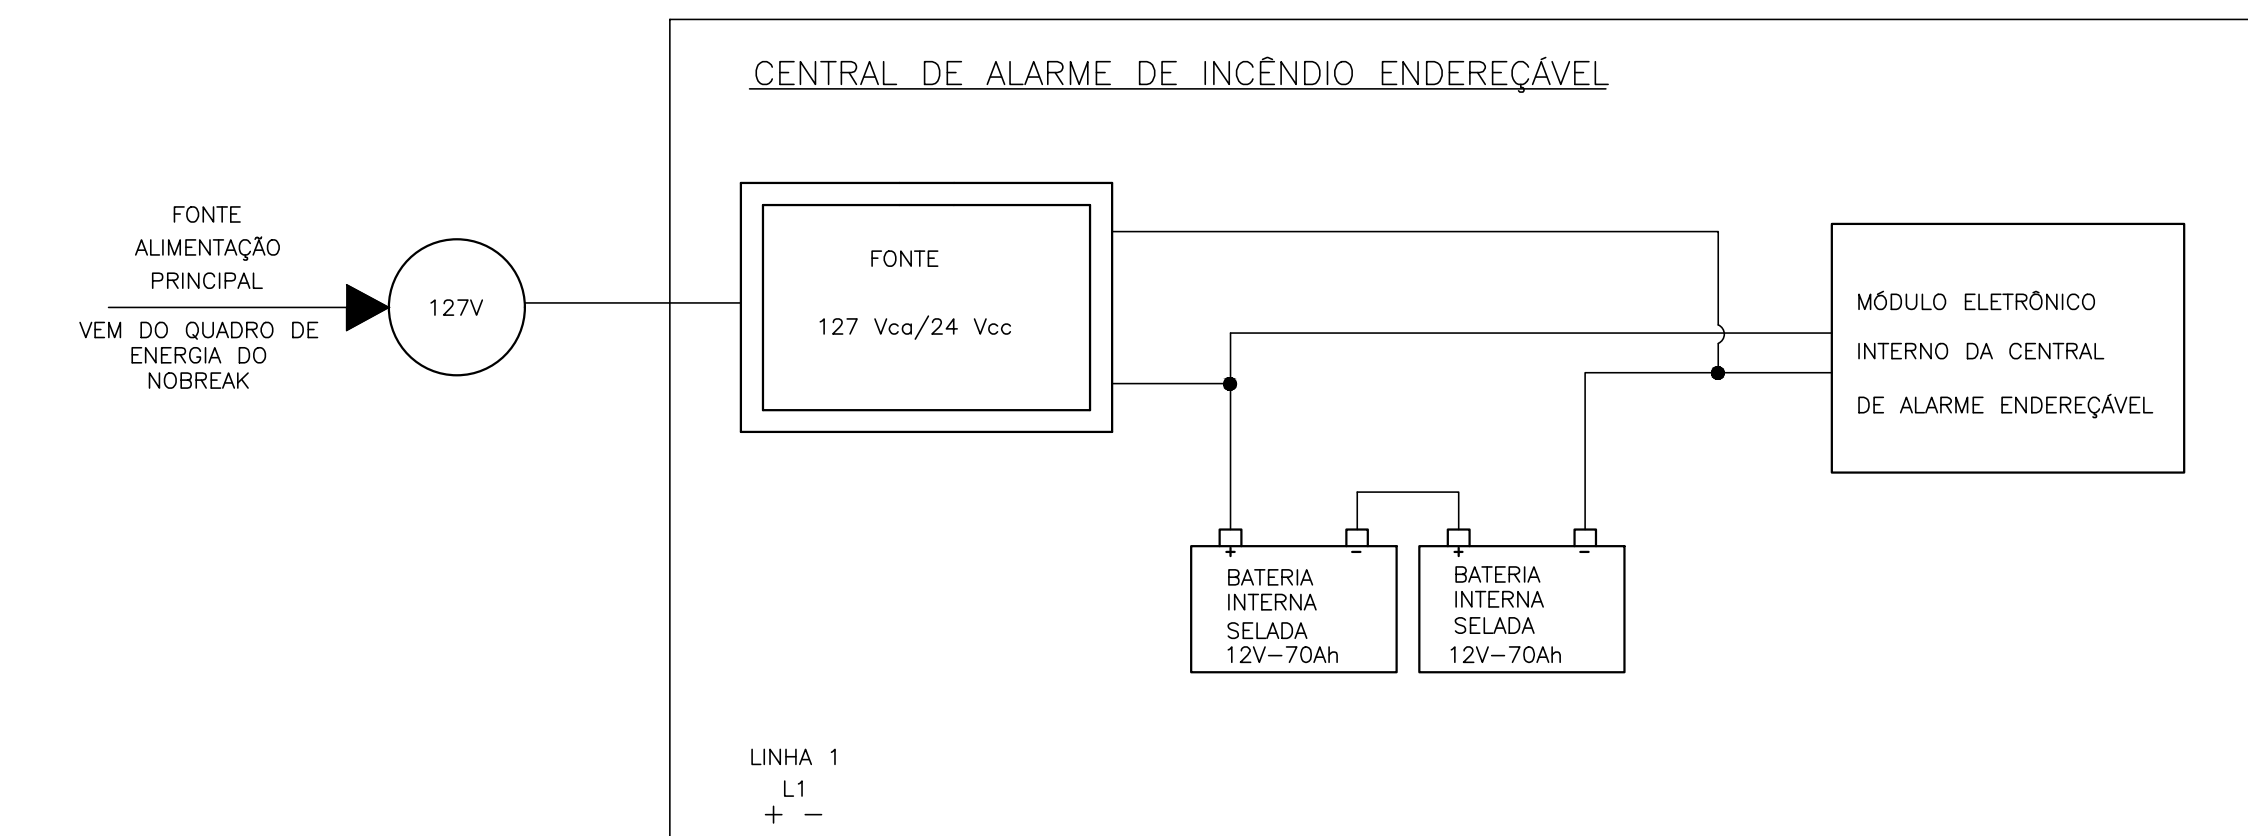 CENTRAL DE ALARME DE INCÊNDIO ENDEREÇÁVEL
FONTE
ALIMENTAÇÃO
PRINCIPAL
VEM DO QUADRO DE
ENERGIA DO
NOBREAK
127V
FONTE
127 Vca/24 Vcc
MÓDULO ELETRÔNICO
INTERNO DA CENTRAL
DE ALARME ENDEREÇÁVEL
+ -
BATERIA
INTERNA
SELADA
12V-70Ah
+ -
BATERIA
INTERNA
SELADA
12V-70Ah
LINHA 1
L1
+ -